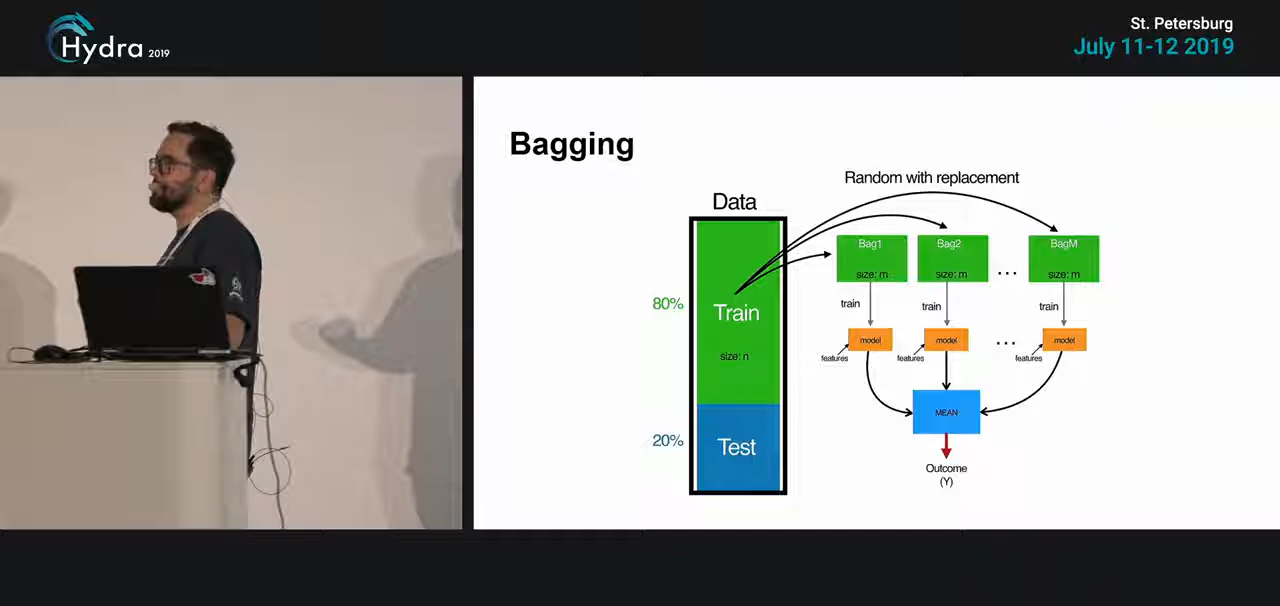 Hydra 2019
St. Petersburg
July 11-12 2019
Bagging
Random with replacement
Data
Bag1
Bag2
BagM
size: m
size: m
...
size: m
80%
Train
train
train
train
size: n
model
model
...
model
features
features
features
20%
Test
MEAN
Outcome
(Y)